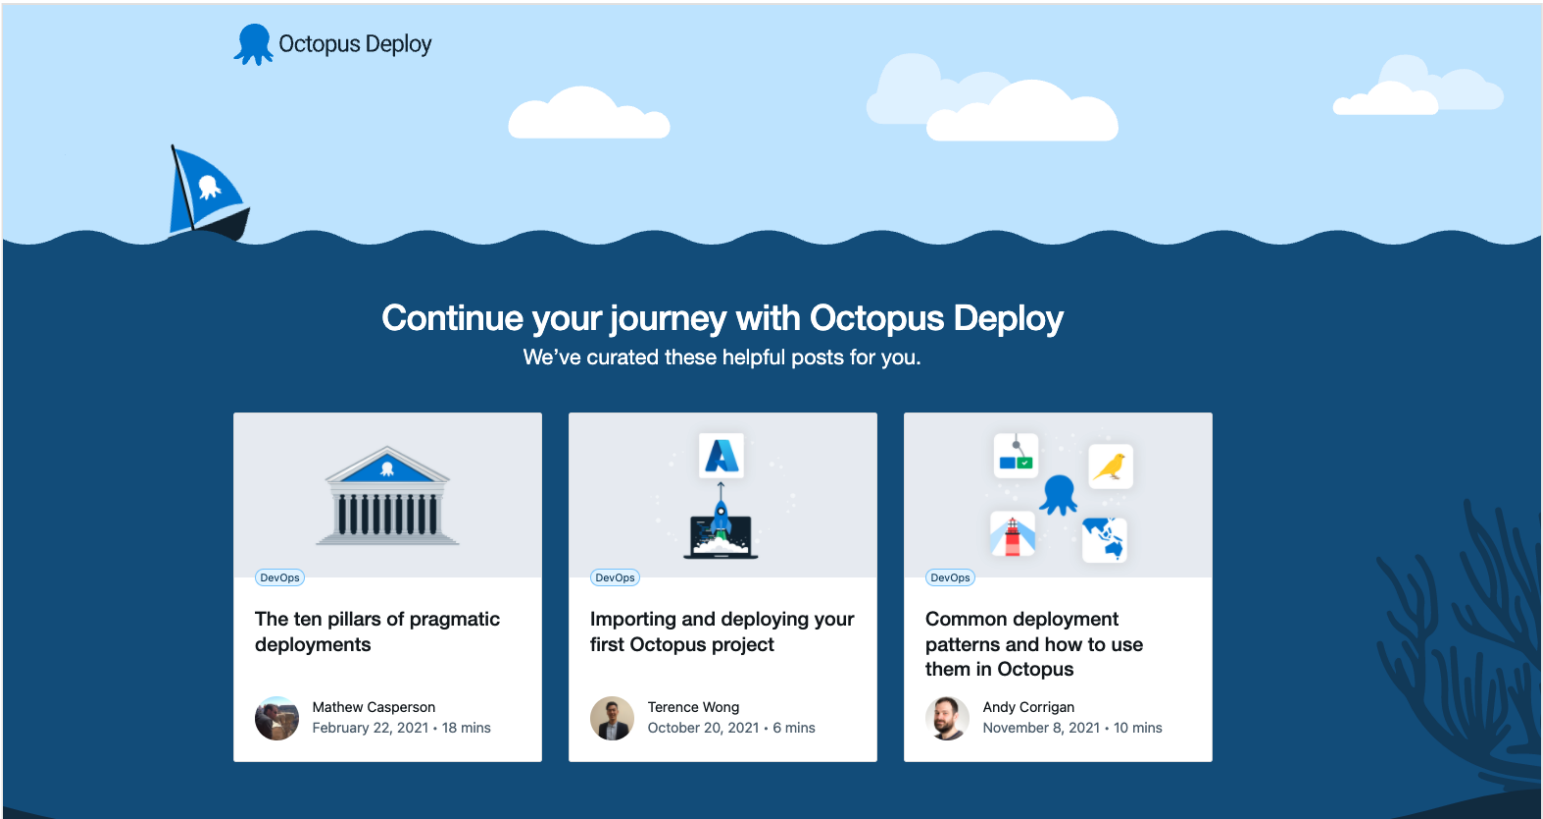 Octopus Deploy
Continue your journey with Octopus Deploy
We’ve curated these helpful posts for you.
DevOps
The ten pillars of pragmatic
deployments
Mathew Casperson
February 22, 2021 • 18 mins
DevOps
Importing and deploying your
first Octopus project
Terence Wong
October 20, 2021 • 6 mins
DevOps
Common deployment
patterns and how to use
them in Octopus
Andy Corrigan
November 8, 2021 • 10 mins